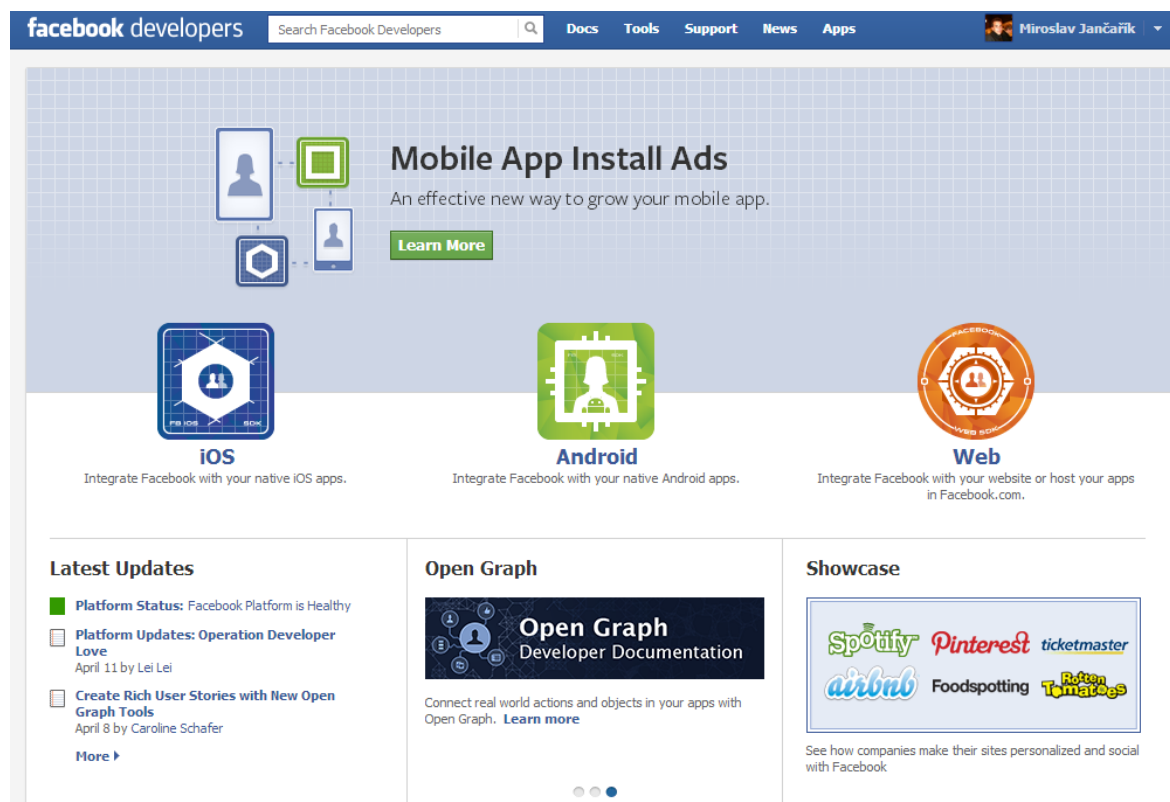 facebook developers
Search Facebook Developers
Docs
Tools
Support
News
Apps
Miroslav Jančařík
Mobile App Install Ads
An effective new way to grow your mobile app.
Learn More
FB iOS SDK
FACEBOOK
WEB SDK
iOS
Integrate Facebook with your native iOS apps.
Android
Integrate Facebook with your native Android apps.
Web
Integrate Facebook with your website or host your apps
in Facebook.com.
Latest Updates
Platform Status: Facebook Platform is Healthy
Platform Updates: Operation Developer
Love
April 11 by Lei Lei
Create Rich User Stories with New Open
Graph Tools
April 8 by Caroline Schafer
More
Open Graph
Open Graph
Developer Documentation
Connect real world actions and objects in your apps with
Open Graph. Learn more
Showcase
Spotify Pinterest ticketmaster
airbnb Foodspotting Rotten
Tomatoes
See how companies make their sites personalized and social
with Facebook